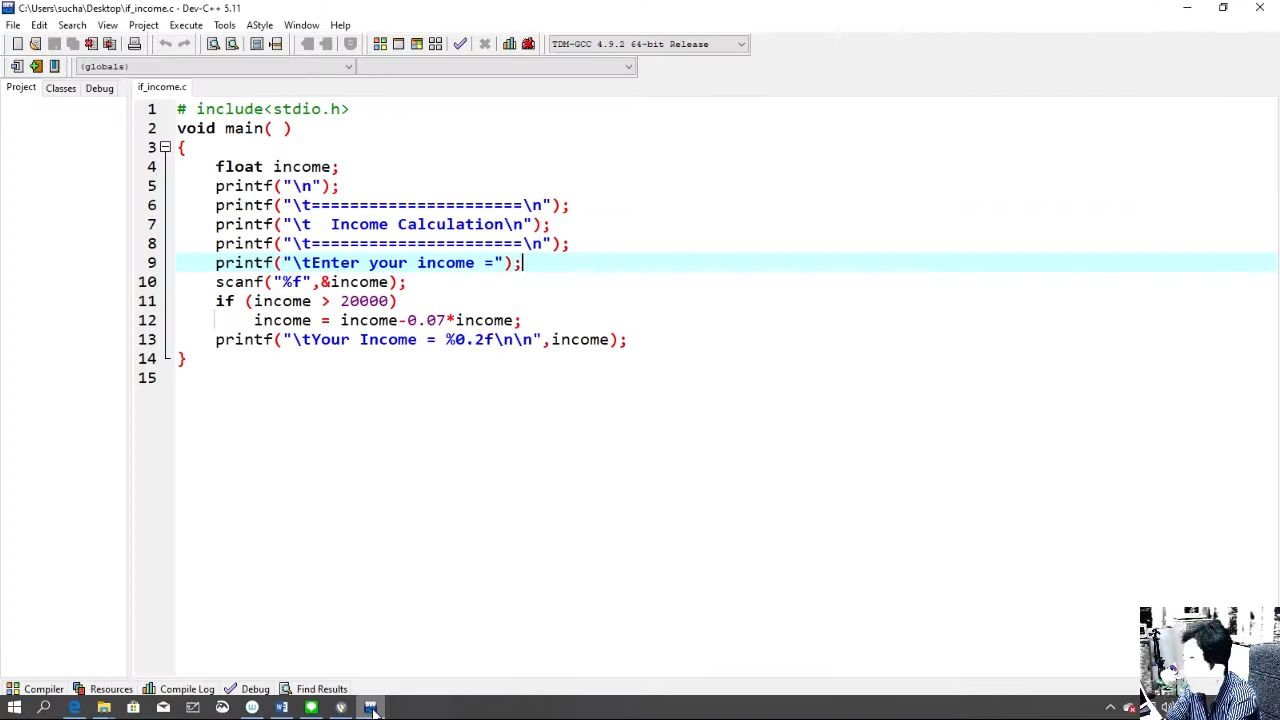 C:\Users\sucha\Desktop\if_income.c - Dev-C++ 5.11
File Edit Search View Project Execute Tools AStyle Window Help
TDM-GCC 4.9.2 64-bit Release
(globals)
Project Classes Debug if_income.c
1 # include<stdio.h>
2 void main( )
3 {
4 float income;
5 printf("\n");
6 printf("\t======================\n");
7 printf("\t  Income Calculation\n");
8 printf("\t======================\n");
9 printf("\tEnter your income =");
10 scanf("%f",&income);
11 if (income > 20000)
12 income = income-0.07*income;
13 printf("\tYour Income = %0.2f\n\n",income);
14 }
15
Compiler Resources Compile Log Debug Find Results